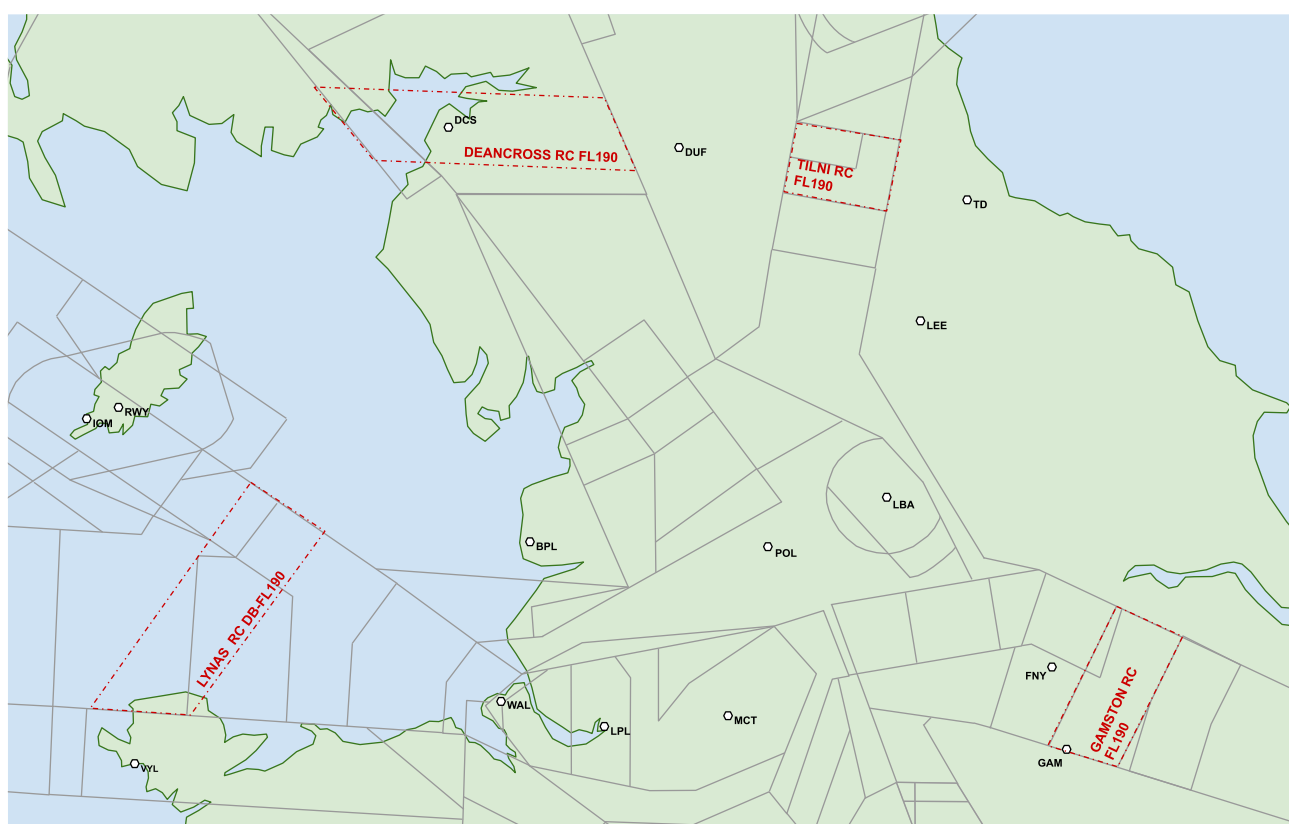 DCS
DEANCROSS RC FL190
DUF
TILNI RC
FL190
TD
LEE
RWY
IOM
LBA
BPL
POL
LYNAS RC DB-FL190
FNY
GAMSTON RC
FL190
WAL
LPL
MCT
GAM
VYL